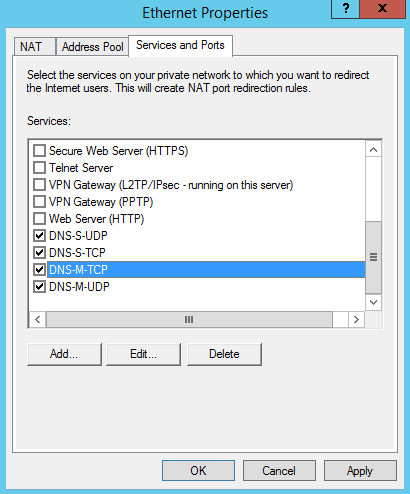 Ethernet Properties
?
x
NAT
Address Pool
Services and Ports
Select the services on your private network to which you want to redirect
the Internet users. This will create NAT port redirection rules.
Services:
Secure Web Server (HTTPS)
Telnet Server
VPN Gateway (L2TP/IPsec - running on this server)
VPN Gateway (PPTP)
Web Server (HTTP)
DNS-S-UDP
DNS-S-TCP
DNS-M-TCP
DNS-M-UDP
Add...
Edit...
Delete
OK
Cancel
Apply